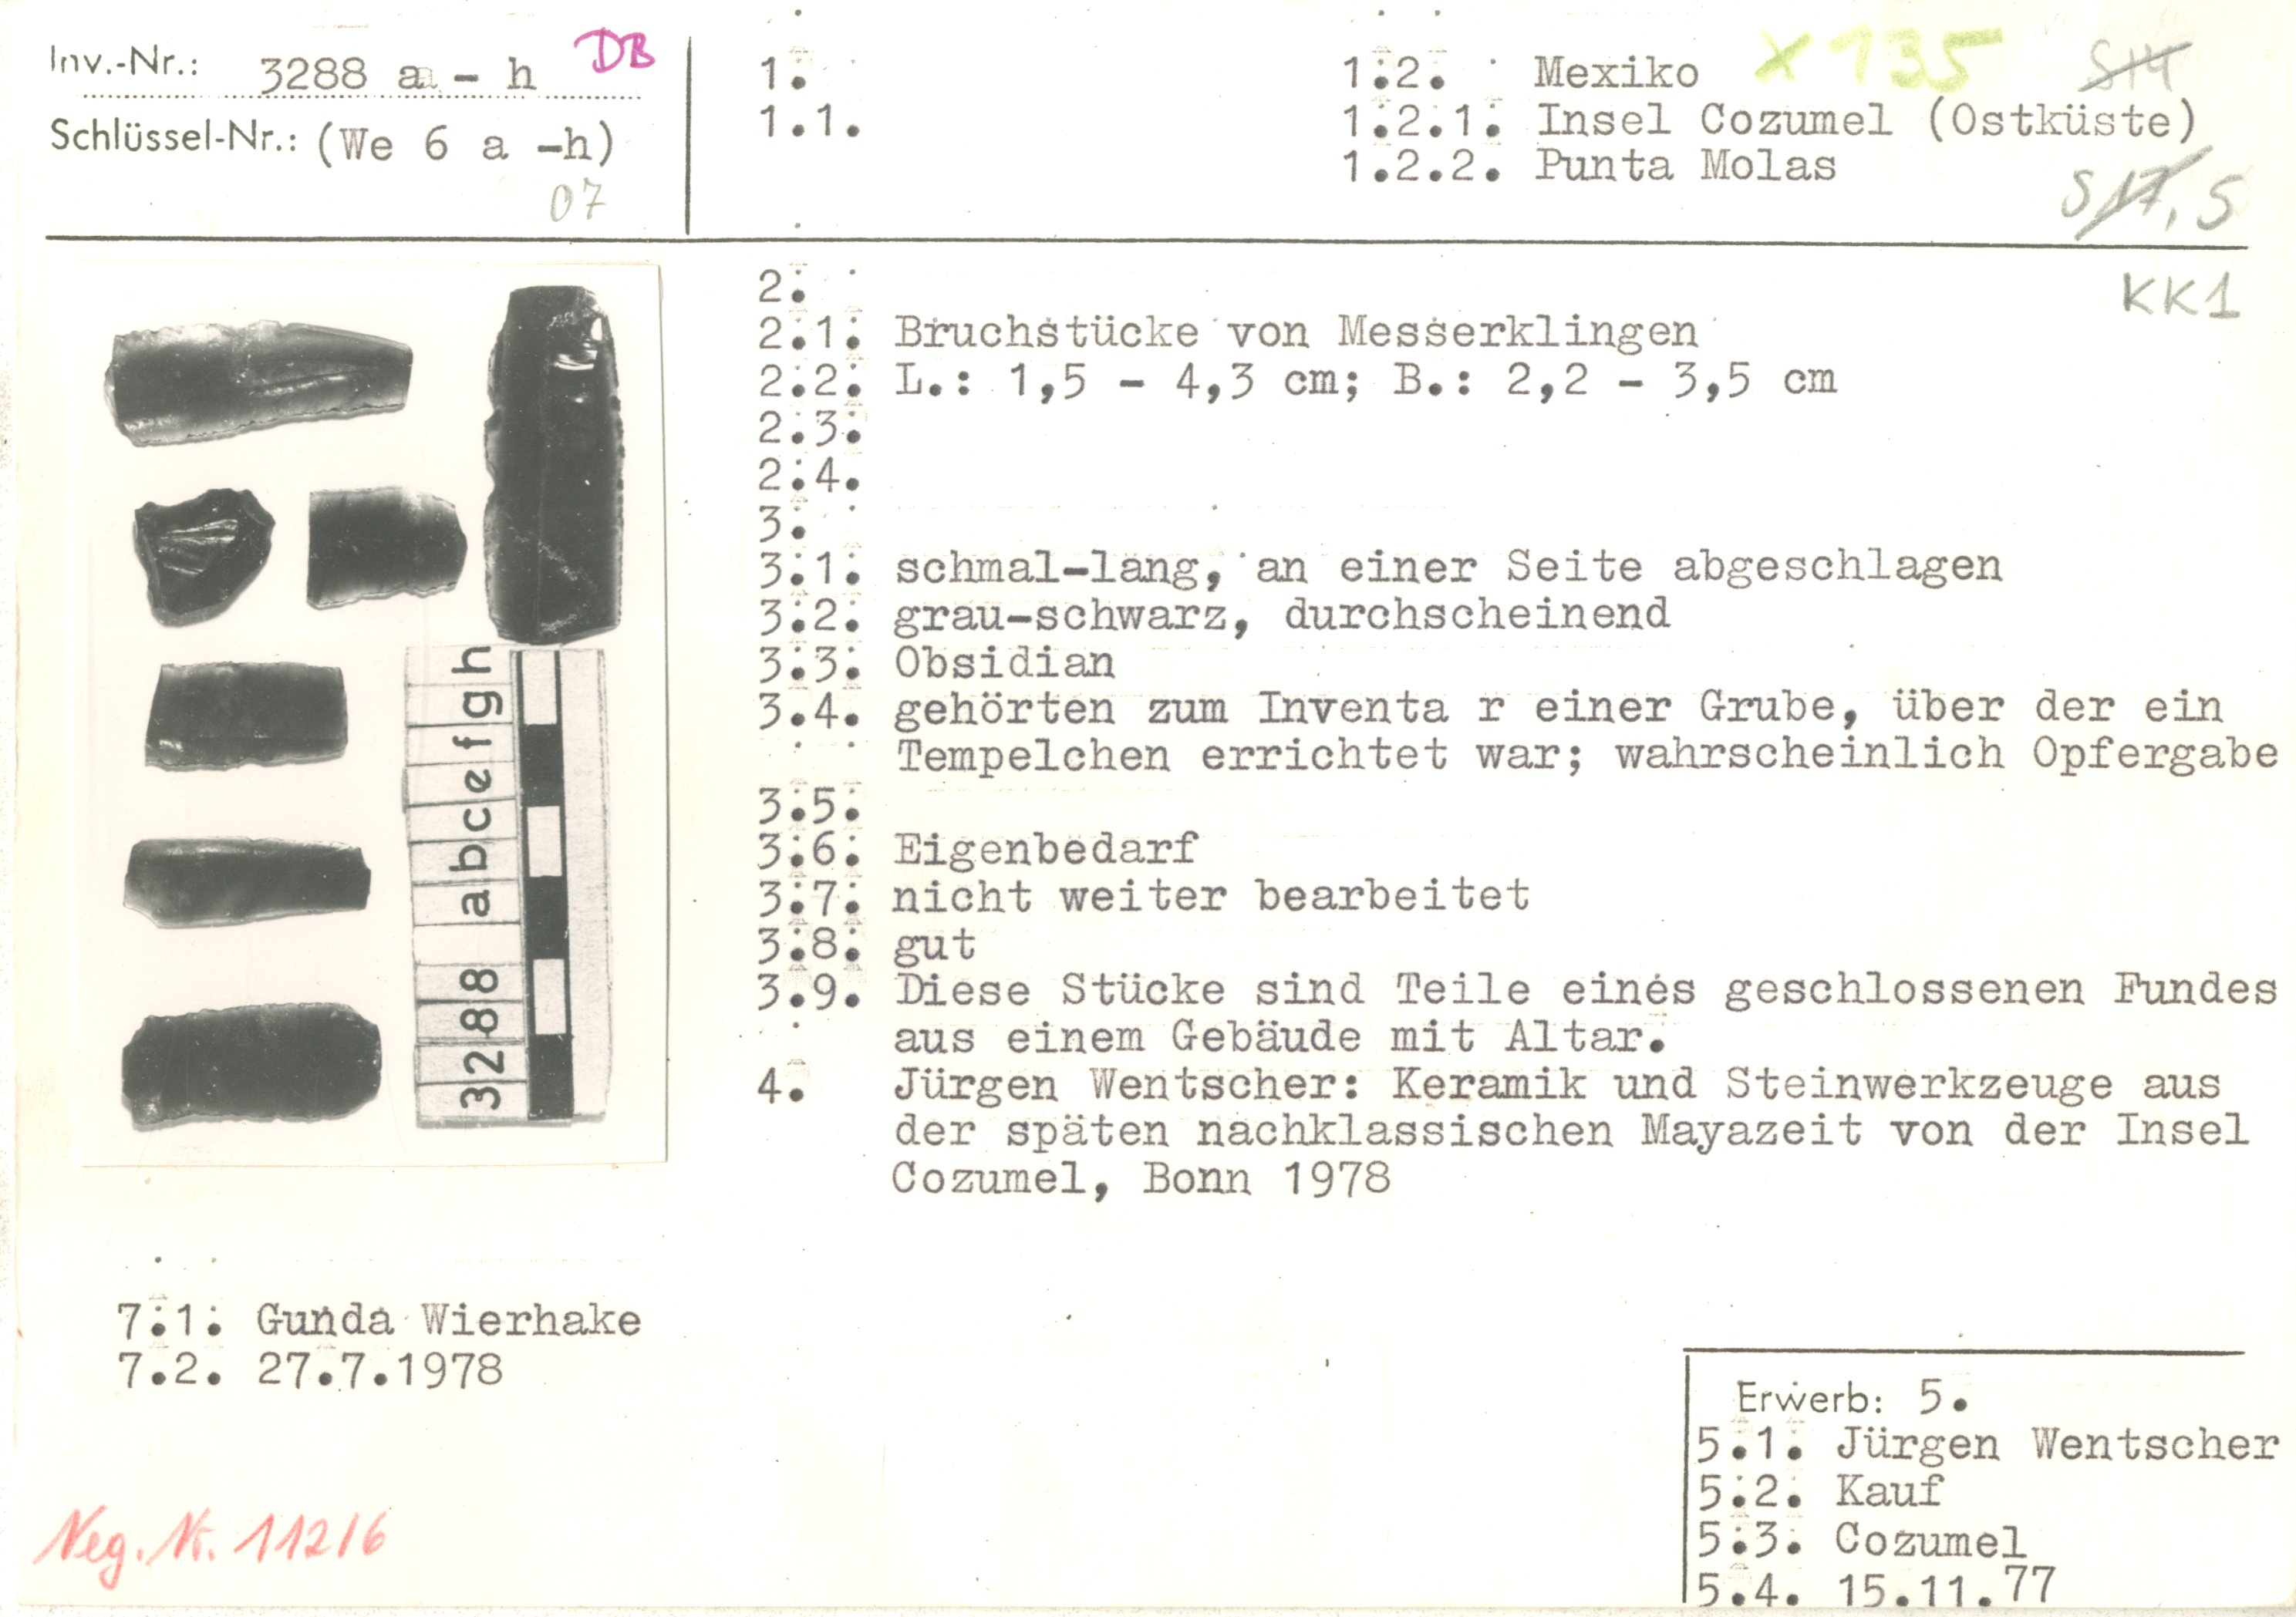 Inv.-Nr.: 3288 a - h DB
Schlüssel-Nr.: (We 6 a -h)
07
1.
1.1.
1.2. Mexiko X 135 S14
1.2.1. Insel Cozumel (Ostküste)
1.2.2. Punta Molas
S17, 5
KK1
2.
2.1. Bruchstücke von Messerklingen
2.2. L.: 1,5 - 4,3 cm; B.: 2,2 - 3,5 cm
2.3.
2.4.
3.
3.1. schmal-lang, an einer Seite abgeschlagen
3.2. grau-schwarz, durchscheinend
3.3. Obsidian
3.4. gehörten zum Inventa r einer Grube, über der ein
Tempelchen errichtet war; wahrscheinlich Opfergabe
3.5.
3.6. Eigenbedarf
3.7. nicht weiter bearbeitet
3.8. gut
3.9. Diese Stücke sind Teile eines geschlossenen Fundes
aus einem Gebäude mit Altar.
4. Jürgen Wentscher: Keramik und Steinwerkzeuge aus
der späten nachklassischen Mayazeit von der Insel
Cozumel, Bonn 1978
3288 abcefgh
7.1. Gunda Wierhake
7.2. 27.7.1978
Neg. Nr. 112/6
Erwerb: 5.
5.1. Jürgen Wentscher
5.2. Kauf
5.3. Cozumel
5.4. 15.11.77